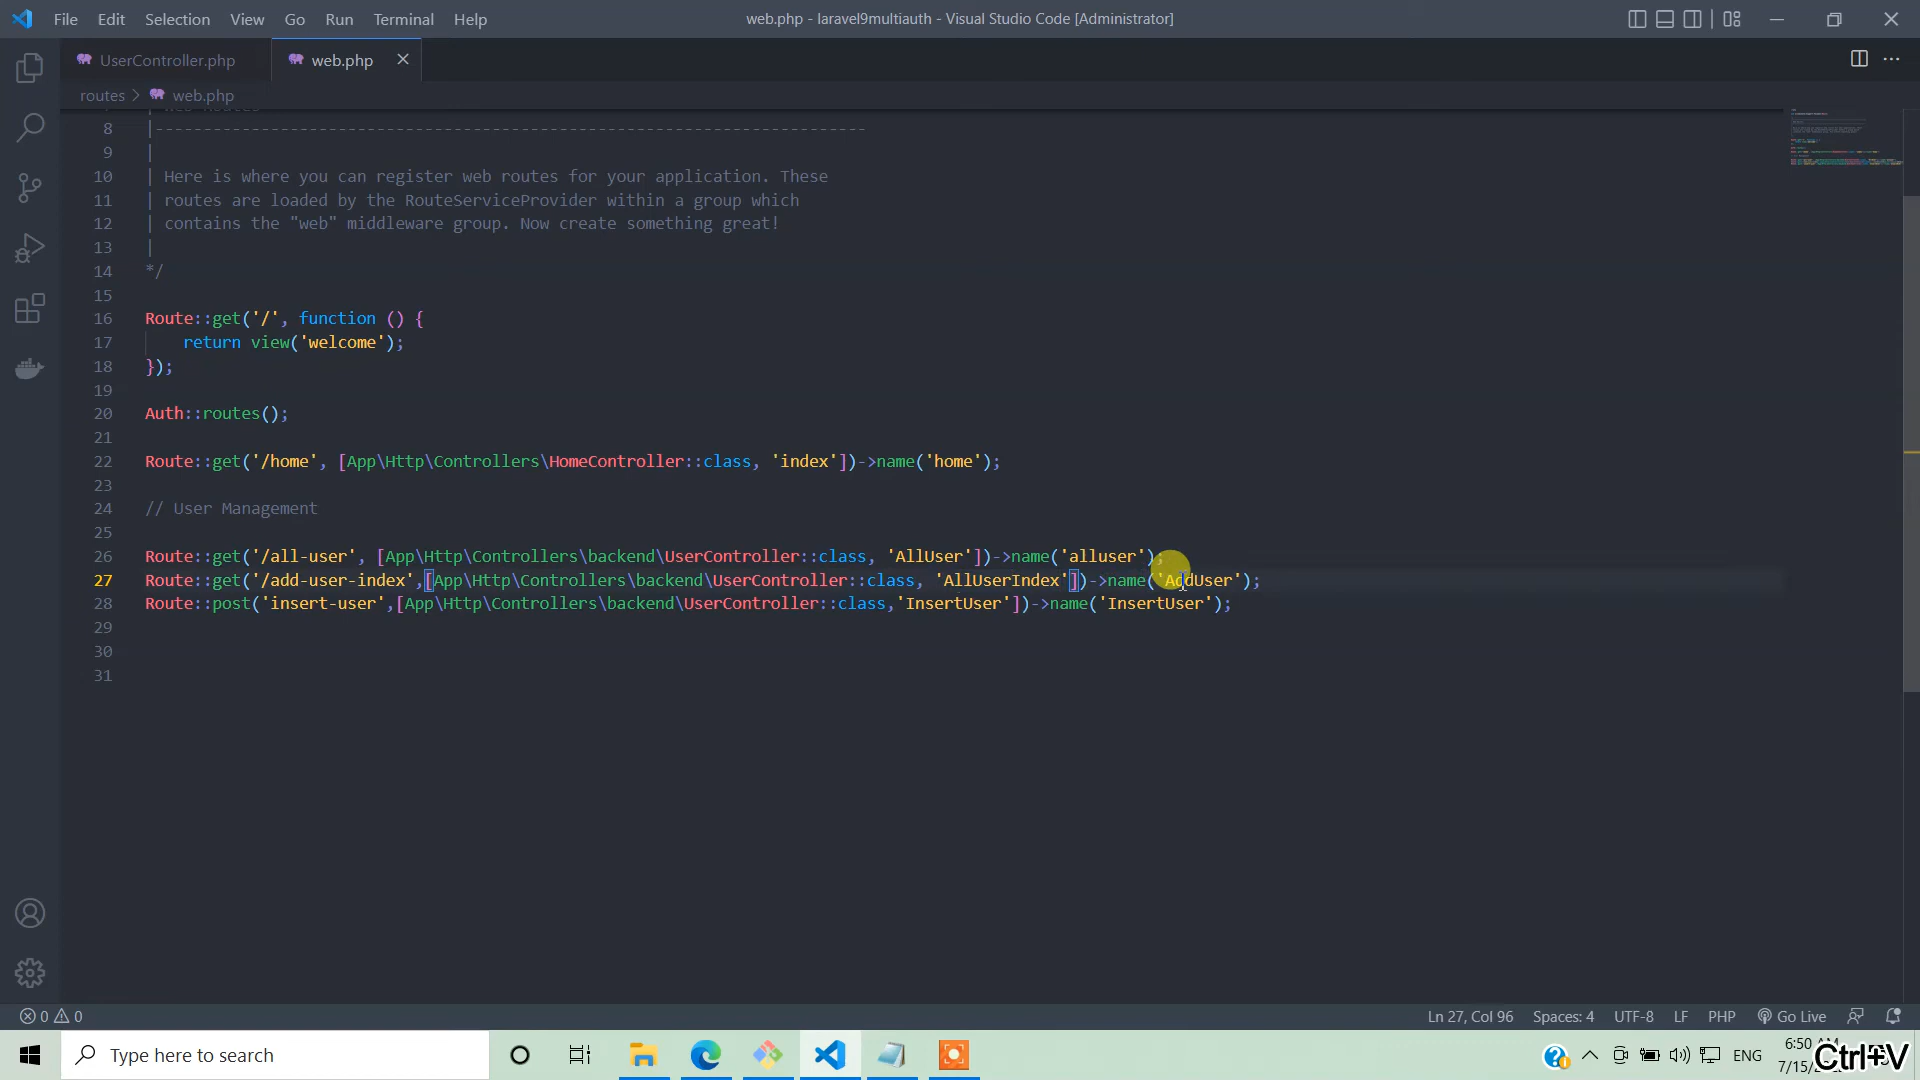 File Edit Selection View Go Run Terminal Help
web.php - laravel9multiauth - Visual Studio Code [Administrator]
UserController.php
web.php
routes > web.php
8 |--------------------------------------------------------------------------
9 |
10 | Here is where you can register web routes for your application. These
11 | routes are loaded by the RouteServiceProvider within a group which
12 | contains the "web" middleware group. Now create something great!
13 |
14 */
15
16 Route::get('/', function () {
17 return view('welcome');
18 });
19
20 Auth::routes();
21
22 Route::get('/home', [App\Http\Controllers\HomeController::class, 'index'])->name('home');
23
24 // User Management
25
26 Route::get('/all-user', [App\Http\Controllers\backend\UserController::class, 'AllUser'])->name('alluser');
27 Route::get('/add-user-index',[App\Http\Controllers\backend\UserController::class, 'AllUserIndex'])->name('AddUser');
28 Route::post('insert-user',[App\Http\Controllers\backend\UserController::class,'InsertUser'])->name('InsertUser');
29
30
31
0 0
Ln 27, Col 96 Spaces: 4 UTF-8 LF PHP Go Live
Type here to search
ENG
6:50
7/15/2
Ctrl+V